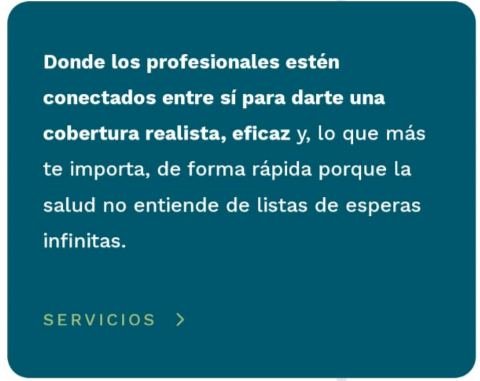 Donde los profesionales estén
conectados entre sí para darte una
cobertura realista, eficaz y, lo que más
te importa, de forma rápida porque la
salud no entiende de listas de esperas
infinitas.
SERVICIOS >